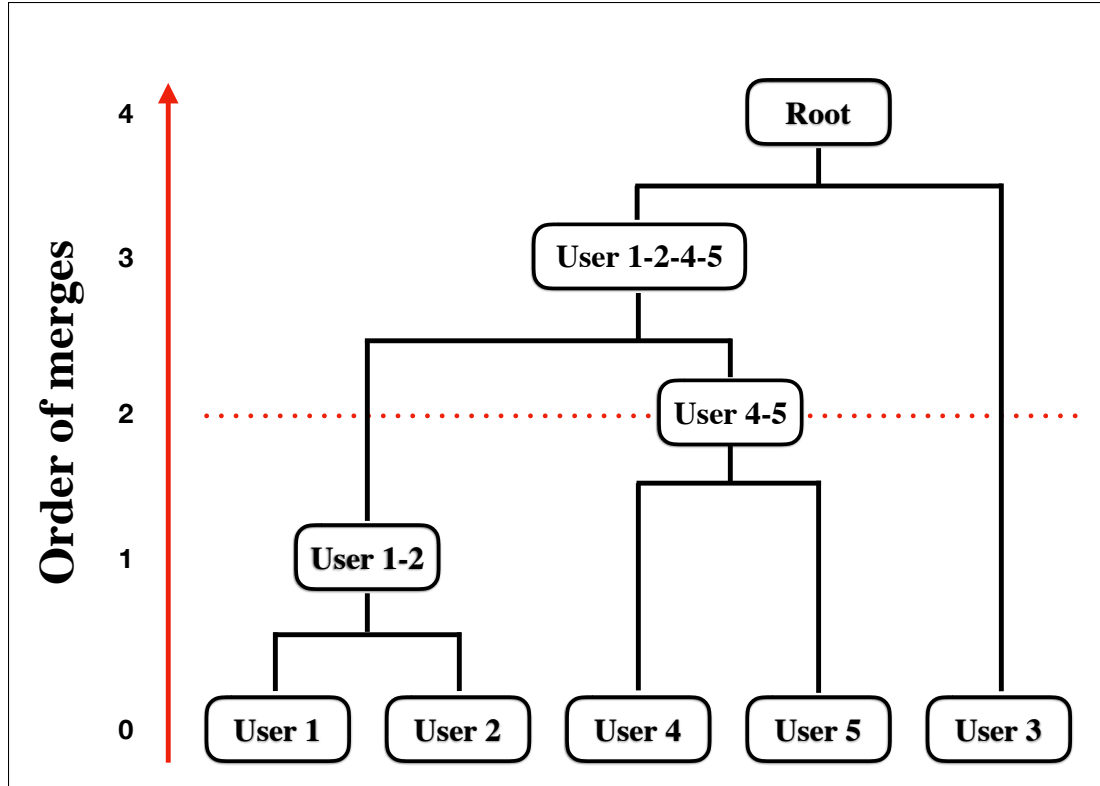 4
Root
3
User 1-2-4-5
Order of merges
2
User 4-5
1
User 1-2
0
User 1
User 2
User 4
User 5
User 3